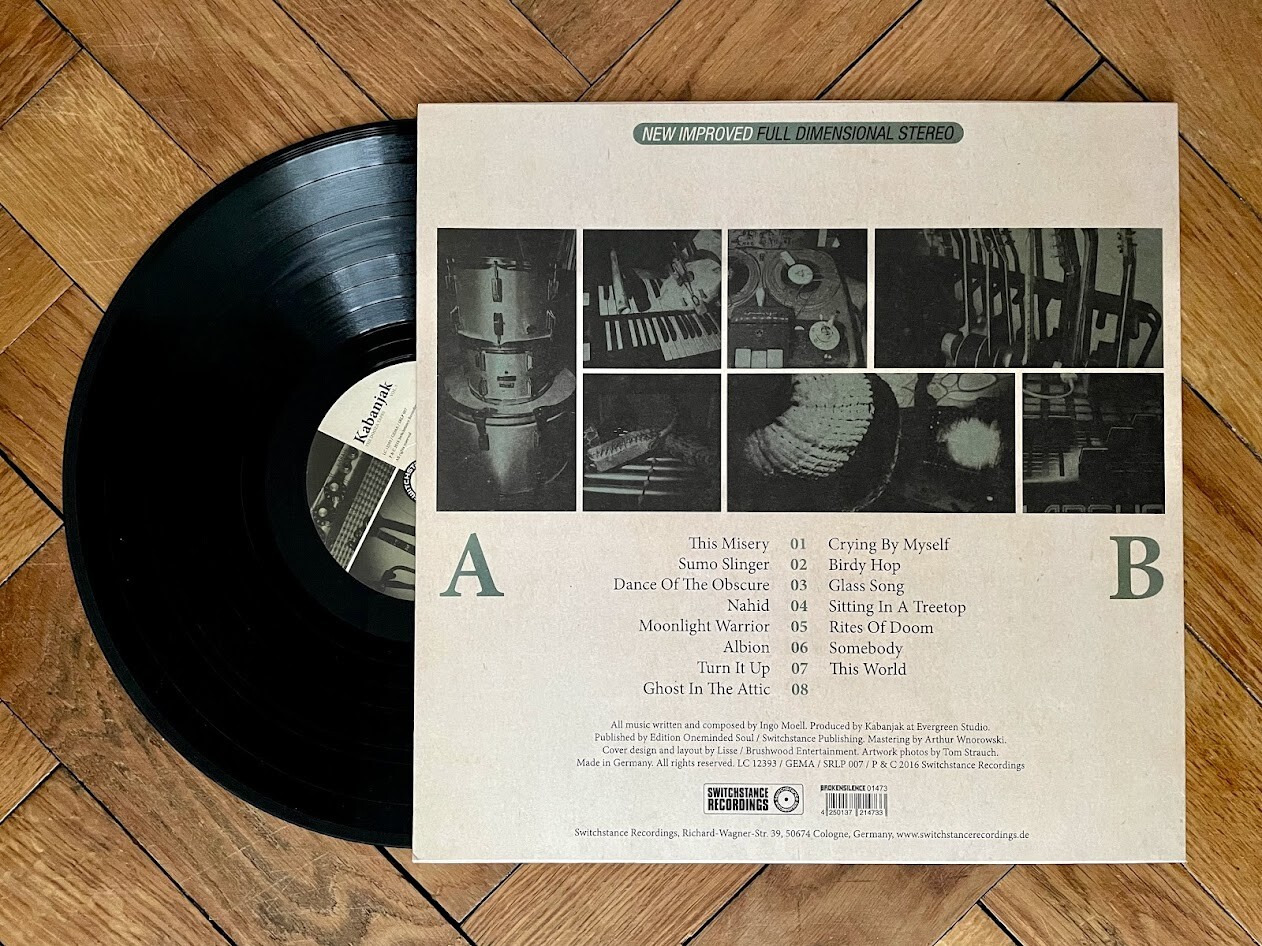 NEW IMPROVED FULL DIMENSIONAL STEREO
Kabanjak
A
B
This Misery 01 Crying By Myself
Sumo Slinger 02 Birdy Hop
Dance Of The Obscure 03 Glass Song
Nahid 04 Sitting In A Treetop
Moonlight Warrior 05 Rites Of Doom
Albion 06 Somebody
Turn It Up 07 This World
Ghost In The Attic 08
All music written and composed by Ingo Moell. Produced by Kabanjak at Evergreen Studio.
Published by Edition Oneminded Soul / Switchstance Publishing. Mastering by Arthur Wnorowski.
Cover design and layout by Lisse / Brushwood Entertainment. Artwork photos by Tom Strauch.
Made in Germany. All rights reserved. LC 12393 / GEMA / SRLP 007 / P & C 2016 Switchstance Recordings
SWITCHSTANCE
RECORDINGS
BROKENSILENCE 01473
4 250137 214733
Switchstance Recordings, Richard-Wagner-Str. 39, 50674 Cologne, Germany, www.switchstancerecordings.de